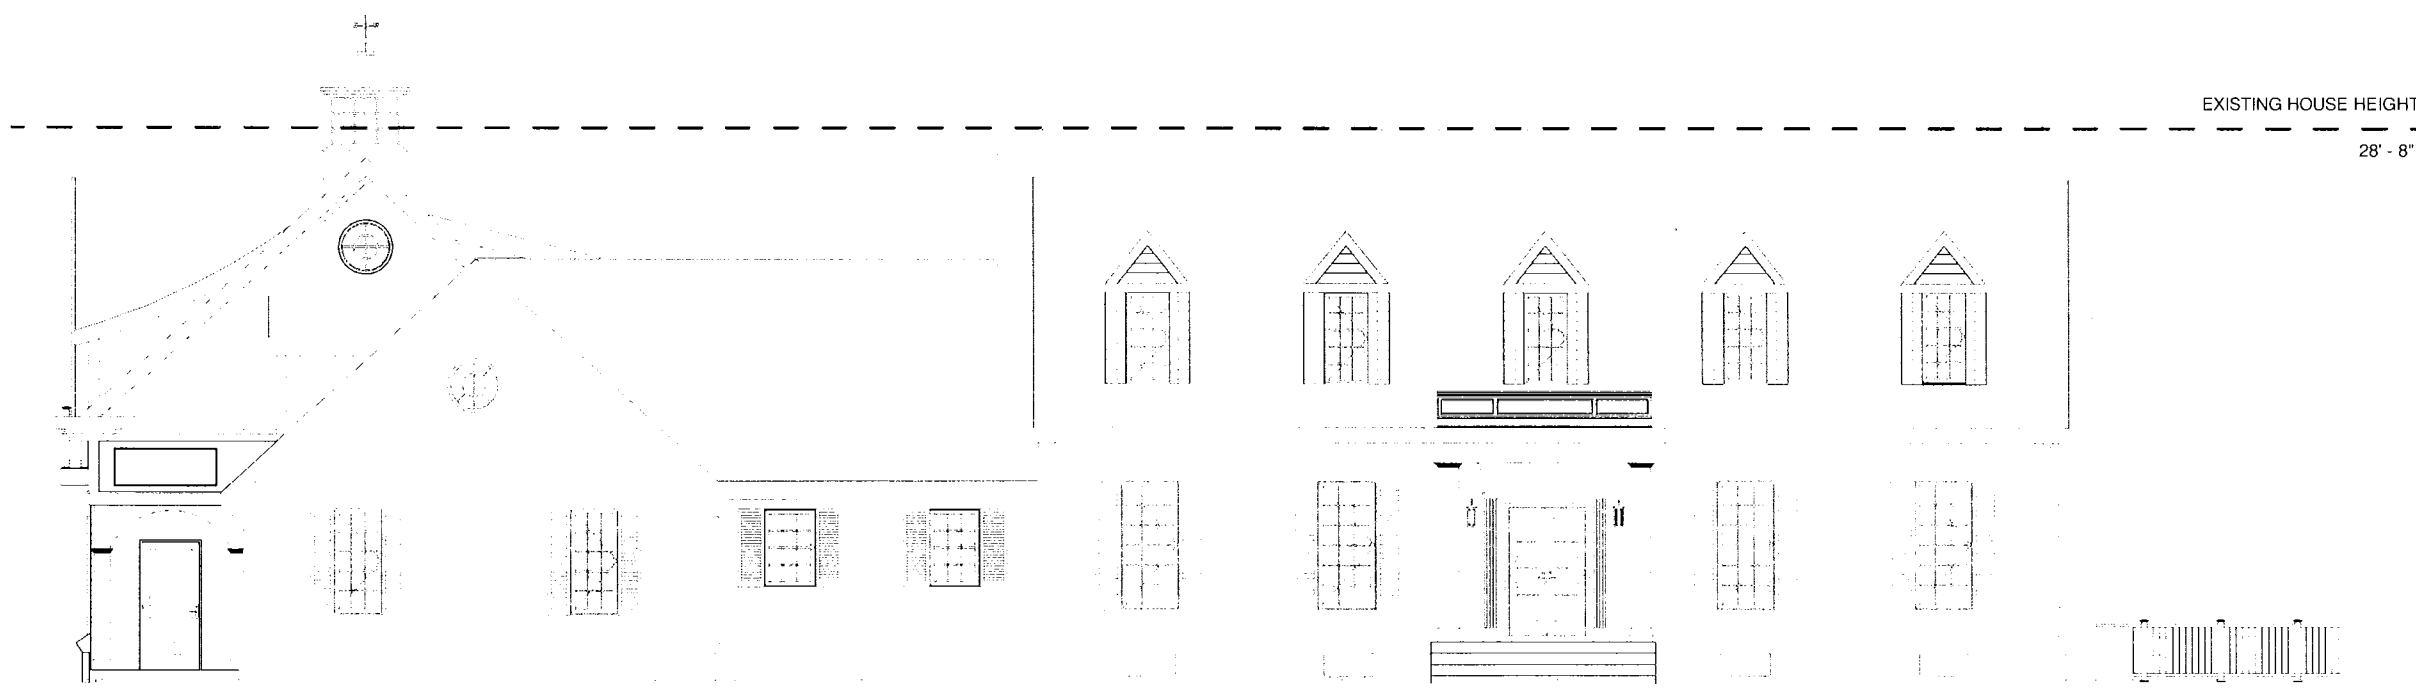 EXISTING HOUSE HEIGHT
28' - 8"